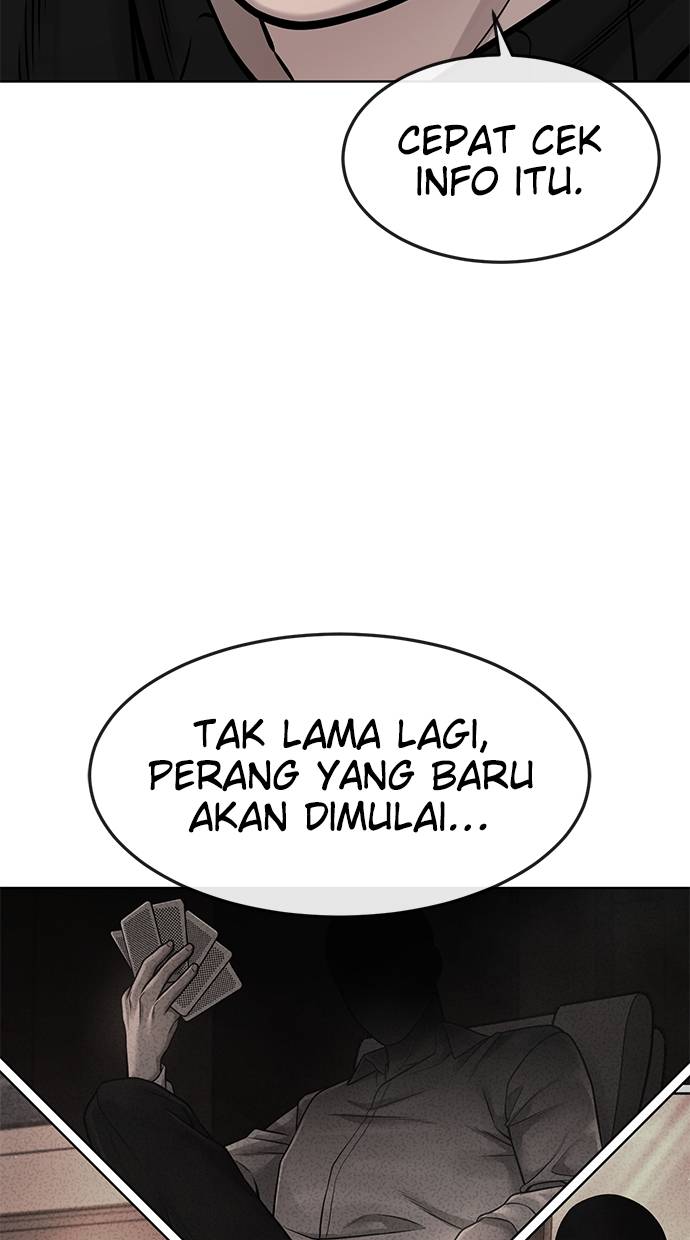 CEPAT CEK
INFO ITU.
TAK LAMA LAGI,
PERANG YANG BARU
AKAN DIMULAI...